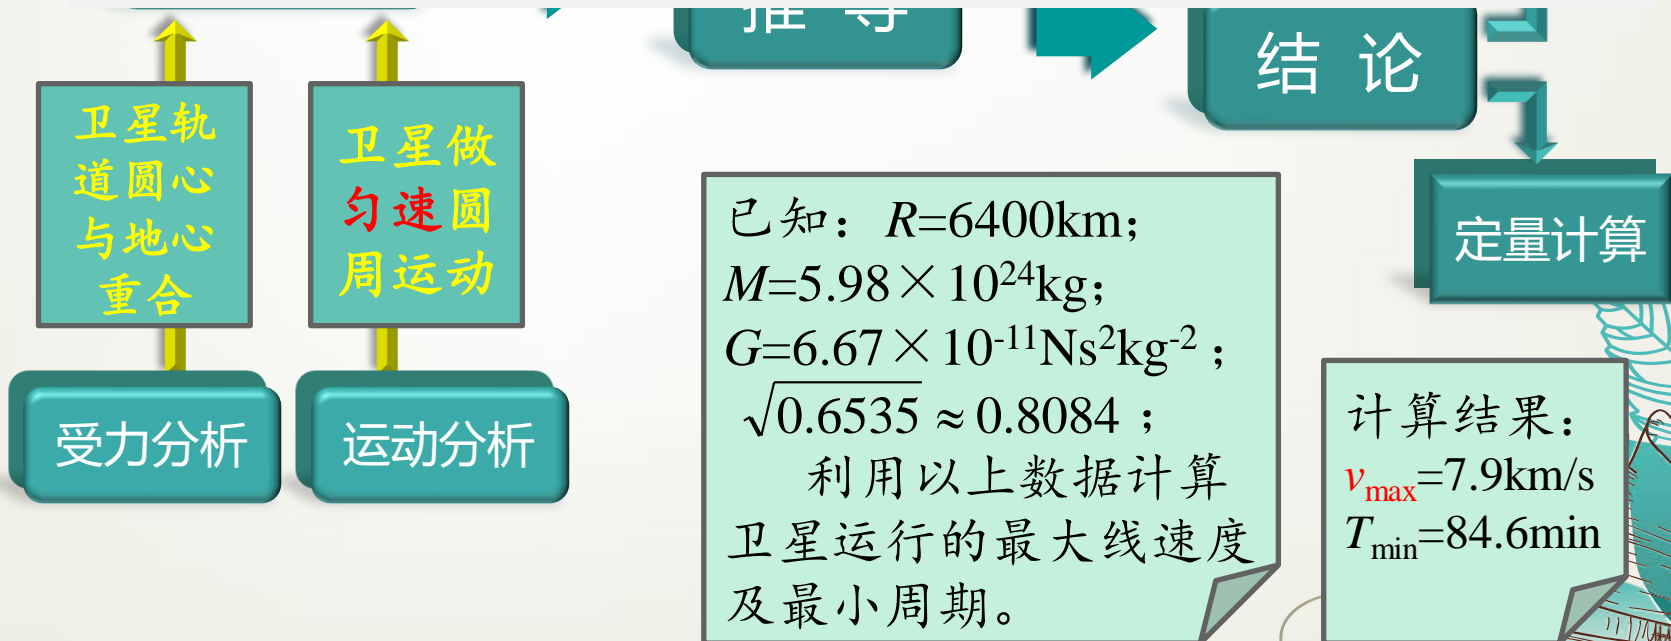 推 导
结 论
卫星轨
道圆心
与地心
重合
卫星做
匀速圆
周运动
受力分析
运动分析
已知：R=6400km；
M=5.98×10²⁴kg；
G=6.67×10⁻¹¹Ns²kg⁻²；
√0.6535≈0.8084；
利用以上数据计算
卫星运行的最大线速度
及最小周期。
定量计算
计算结果：
vmax=7.9km/s
Tmin=84.6min